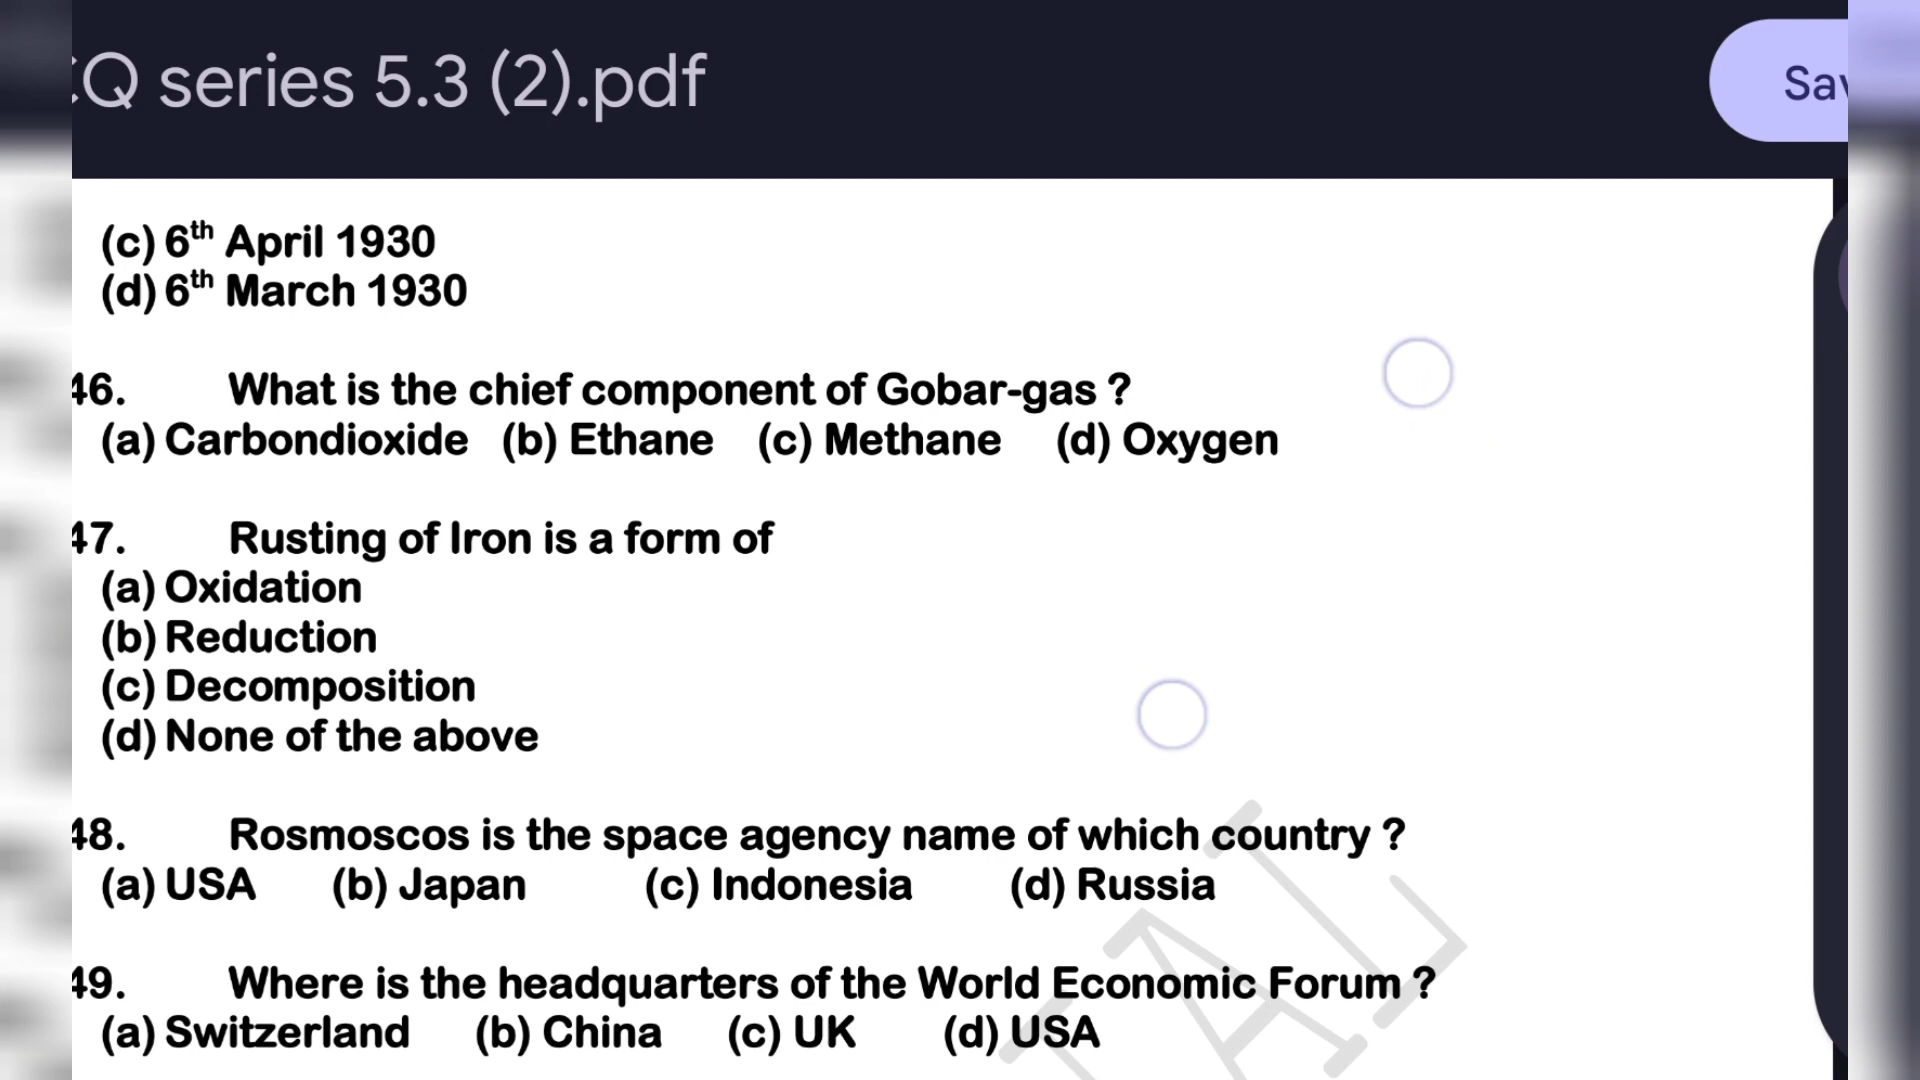 Q series 5.3 (2).pdf
Sav
(c) 6th April 1930
(d) 6th March 1930
46. What is the chief component of Gobar-gas ?
(a) Carbondioxide (b) Ethane (c) Methane (d) Oxygen
47. Rusting of Iron is a form of
(a) Oxidation
(b) Reduction
(c) Decomposition
(d) None of the above
48. Rosmoscos is the space agency name of which country ?
(a) USA (b) Japan (c) Indonesia (d) Russia
49. Where is the headquarters of the World Economic Forum ?
(a) Switzerland (b) China (c) UK (d) USA